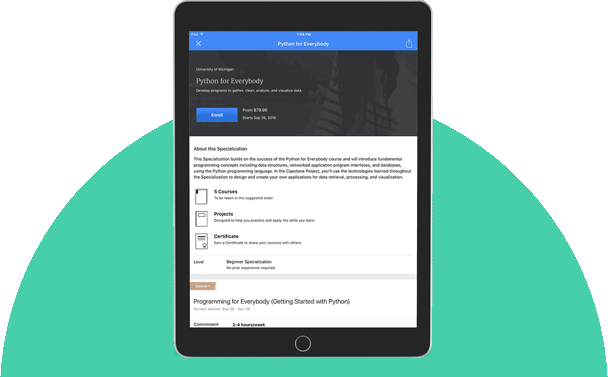 iPad
1:54 PM
Python for Everybody
University of Michigan
Python for Everybody
Develop programs to gather, clean, analyze, and visualize data.
Enroll
From $79.99
Starts Sep 26, 2016
About this Specialization
This Specialization builds on the success of the Python for Everybody course and will introduce fundamental
programming concepts including data structures, networked application program interfaces, and databases,
using the Python programming language. In the Capstone Project, you'll use the technologies learned throughout
the Specialization to design and create your own applications for data retrieval, processing, and visualization.
5 Courses
To be taken in the suggested order.
Projects
Designed to help you practice and apply the skills you learn.
Certificate
Earn a Certificate to share your success with others.
Level
Beginner Specialization
No prior experience required.
Course 1
Programming for Everybody (Getting Started with Python)
Current session: Sep 26 - Nov
Commitment
2-4 hours/week